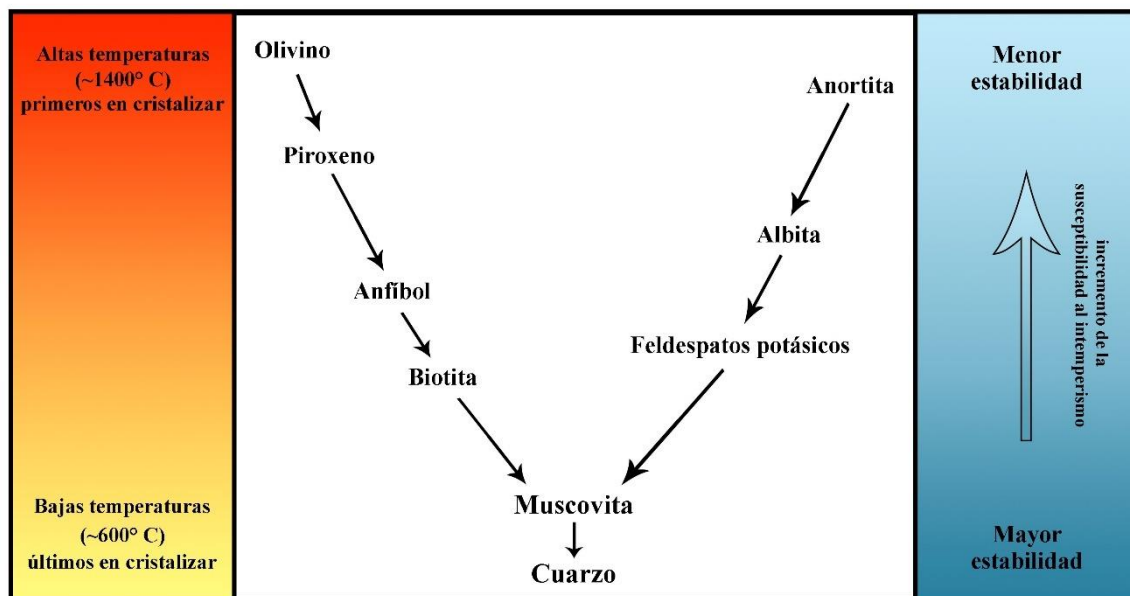 Altas temperaturas
(~1400° C)
primeros en cristalizar
Bajas temperaturas
(~600° C)
últimos en cristalizar
Olivino
Piroxeno
Anfíbol
Biotita
Anortita
Albita
Feldespatos potásicos
Muscovita
Cuarzo
Menor
estabilidad
incremento de la
susceptibilidad al intemperismo
Mayor
estabilidad